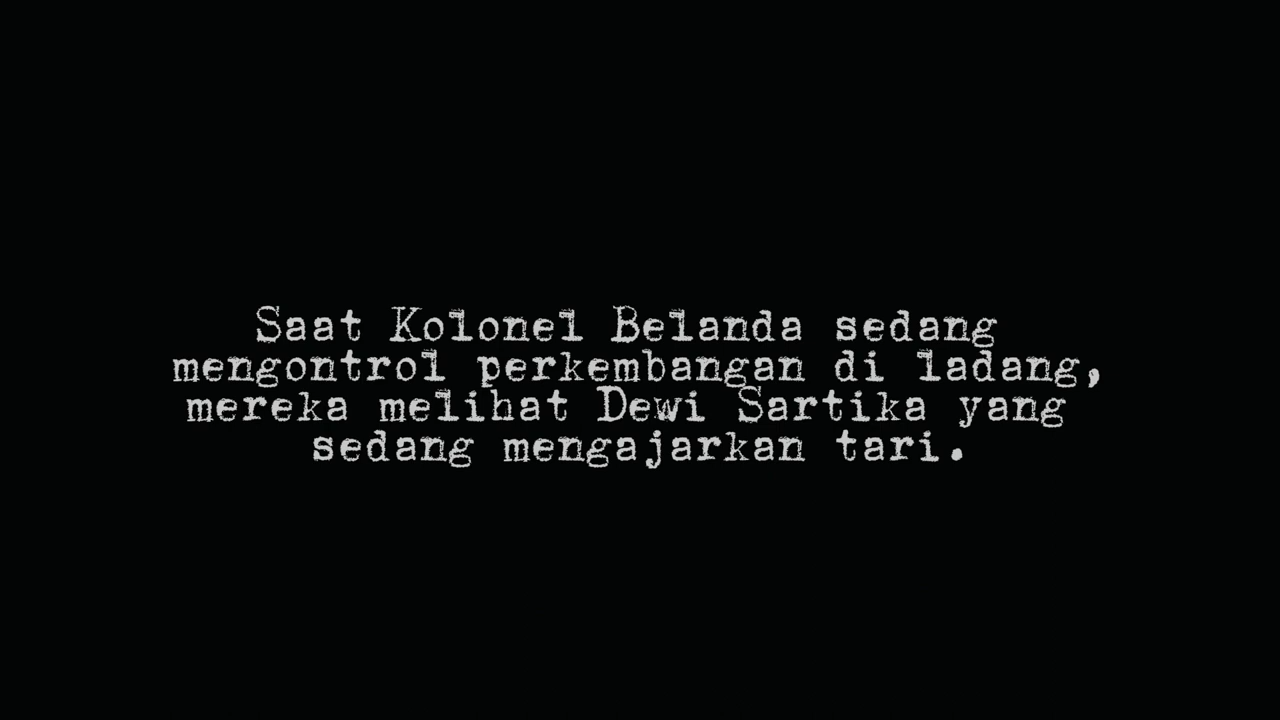 Saat Kolonel Belanda sedang
mengontrol perkembangan di ladang,
mereka melihat Dewi Sartika yang
sedang mengajarkan tari.